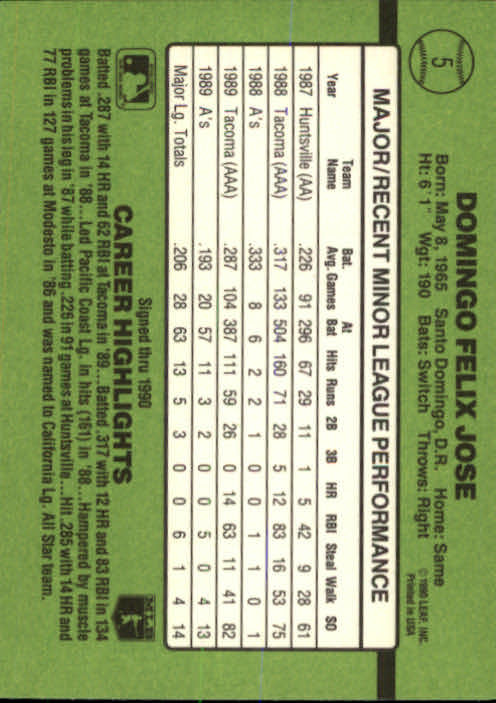 5
DOMINGO FELIX JOSE
Born: May 8, 1965 Santo Domingo, D.R. Home: Same
Ht: 6'1" Wgt: 190 Bats: Switch Throws: Right
© 1990 LEAF, INC.
Printed in USA
MAJOR/RECENT MINOR LEAGUE PERFORMANCE
Team Bat. At
Year Name Avg. Games Bat Hits Runs 2B 3B HR RBI Steal Walk SO
1987 Huntsville (AA) .226 91 296 67 29 11 1 5 42 9 28 61
1988 Tacoma (AAA) .317 133 504 160 71 28 5 12 83 16 53 75
1988 A's .333 8 6 2 2 1 0 0 1 1 0 1
1989 Tacoma (AAA) .287 104 387 111 59 26 0 14 63 11 41 82
1989 A's .193 20 57 11 3 2 0 0 5 0 4 13
Major Lg. Totals .206 28 63 13 5 3 0 0 6 1 4 14
Signed thru 1990
CAREER HIGHLIGHTS
MLB
Batted .287 with 14 HR and 62 RBI at Tacoma in '89...Batted .317 with 12 HR and 83 RBI in 134
games at Tacoma in '88...Led Pacific Coast Lg. in hits (161) in '88...Hampered by muscle
problems in his leg in '87 while batting .226 in 91 games at Huntsville...Hit .285 with 14 HR and
77 RBI in 127 games at Modesto in '86 and was named to California Lg. All Star team.